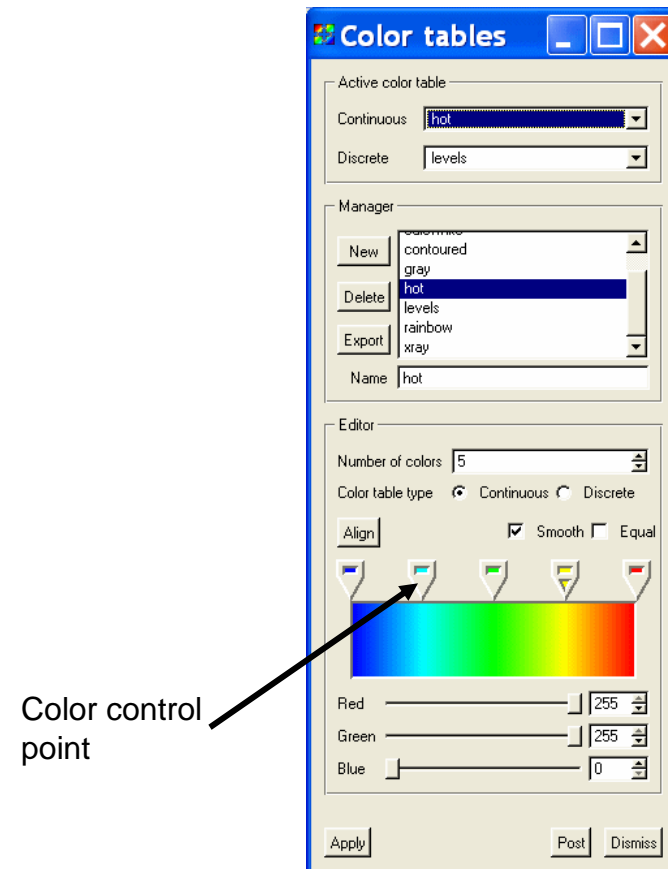 Color tables
Active color table
Continuous hot
Discrete levels
Manager
New
Delete
Export
contoured
gray
hot
levels
rainbow
xray
Name hot
Editor
Number of colors 5
Color table type Continuous Discrete
Align Smooth Equal
Color control
point
Red 255
Green 255
Blue 0
Apply Post Dismiss